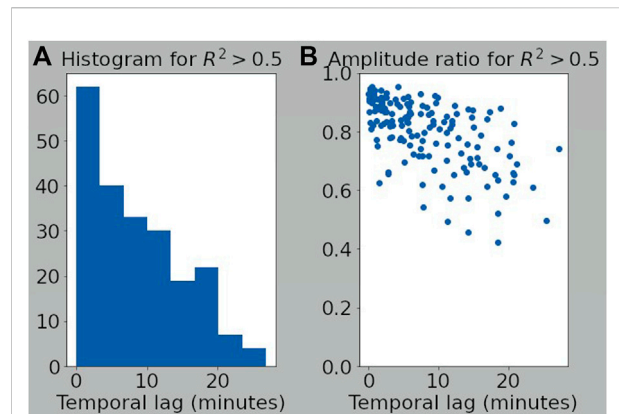 A Histogram for R² > 0.5
60
50
40
30
20
10
0
0 10 20
Temporal lag (minutes)
B Amplitude ratio for R² > 0.5
1.0
0.8
0.6
0.4
0.2
0.0
0 10 20
Temporal lag (minutes)